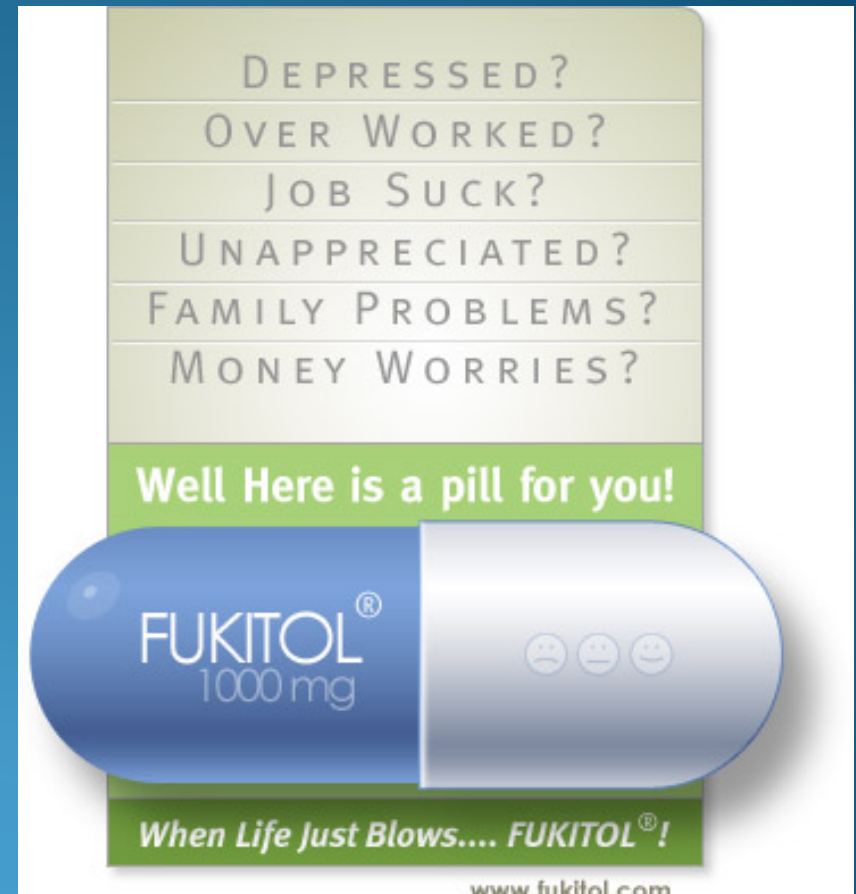 DEPRESSED?
OVER WORKED?
JOB SUCK?
UNAPPRECIATED?
FAMILY PROBLEMS?
MONEY WORRIES?
Well Here is a pill for you!
FUKITOL®
1000 mg
When Life Just Blows.... FUKITOL®!
www.fukitol.com